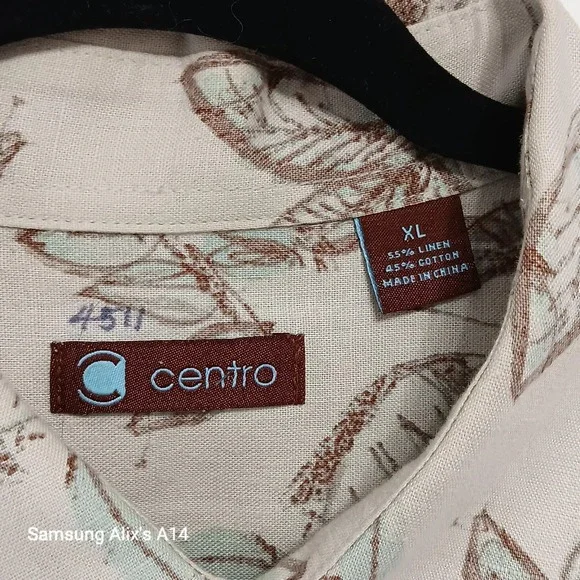 XL
55% LINEN
45% COTTON
MADE IN CHINA
4511
centro
Samsung Alix's A14